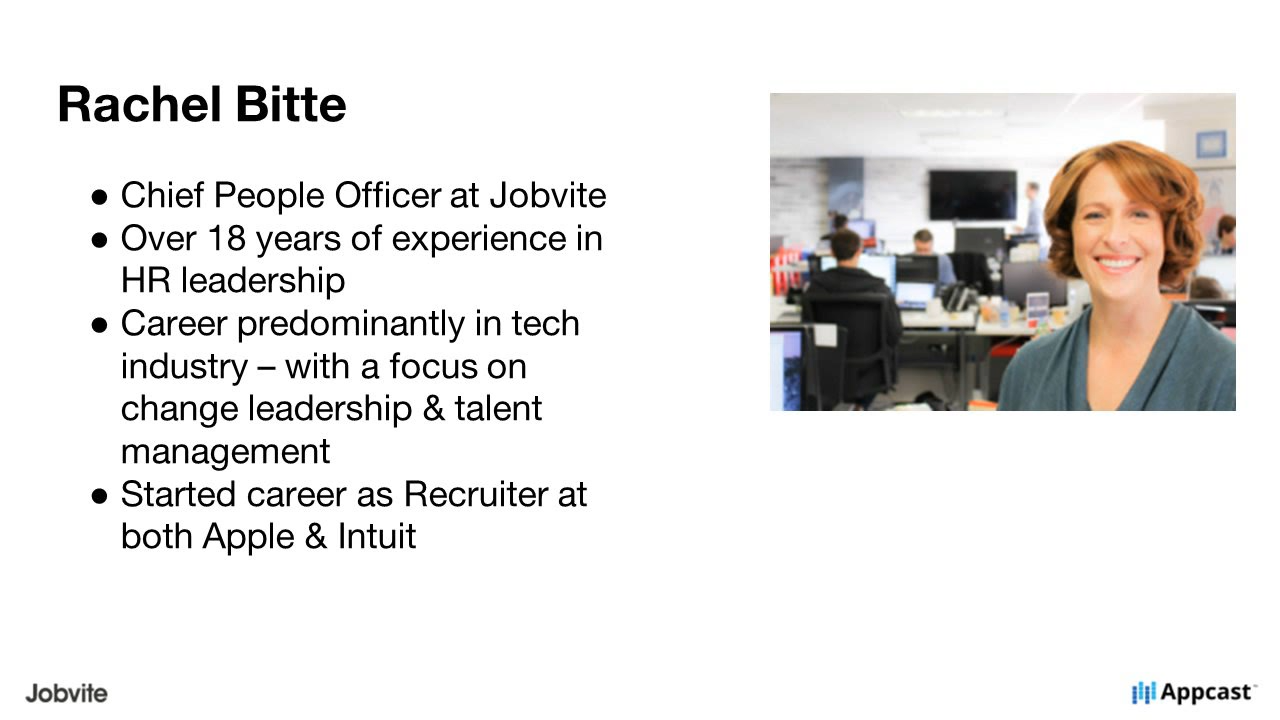 Rachel Bitte
● Chief People Officer at Jobvite
● Over 18 years of experience in
HR leadership
● Career predominantly in tech
industry – with a focus on
change leadership & talent
management
● Started career as Recruiter at
both Apple & Intuit
Jobvite
Appcast™